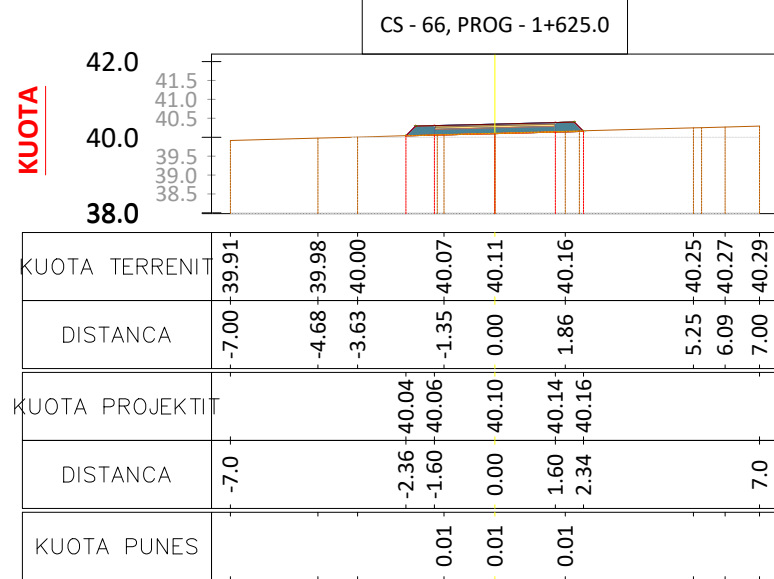 CS - 66, PROG - 1+625.0
KUOTA
42.0
41.5
41.0
40.5
40.0
39.5
39.0
38.5
38.0
KUOTA TERRENIT 39.91 39.98 40.00 40.07 40.11 40.16 40.25 40.27 40.29
DISTANCA -7.00 -4.68 -3.63 -1.35 0.00 1.86 5.25 6.09 7.00
KUOTA PROJEKTIT 40.04 40.06 40.10 40.14 40.16
DISTANCA -7.0 -2.36 -1.60 0.00 1.60 2.34 7.0
KUOTA PUNES 0.01 0.01 0.01